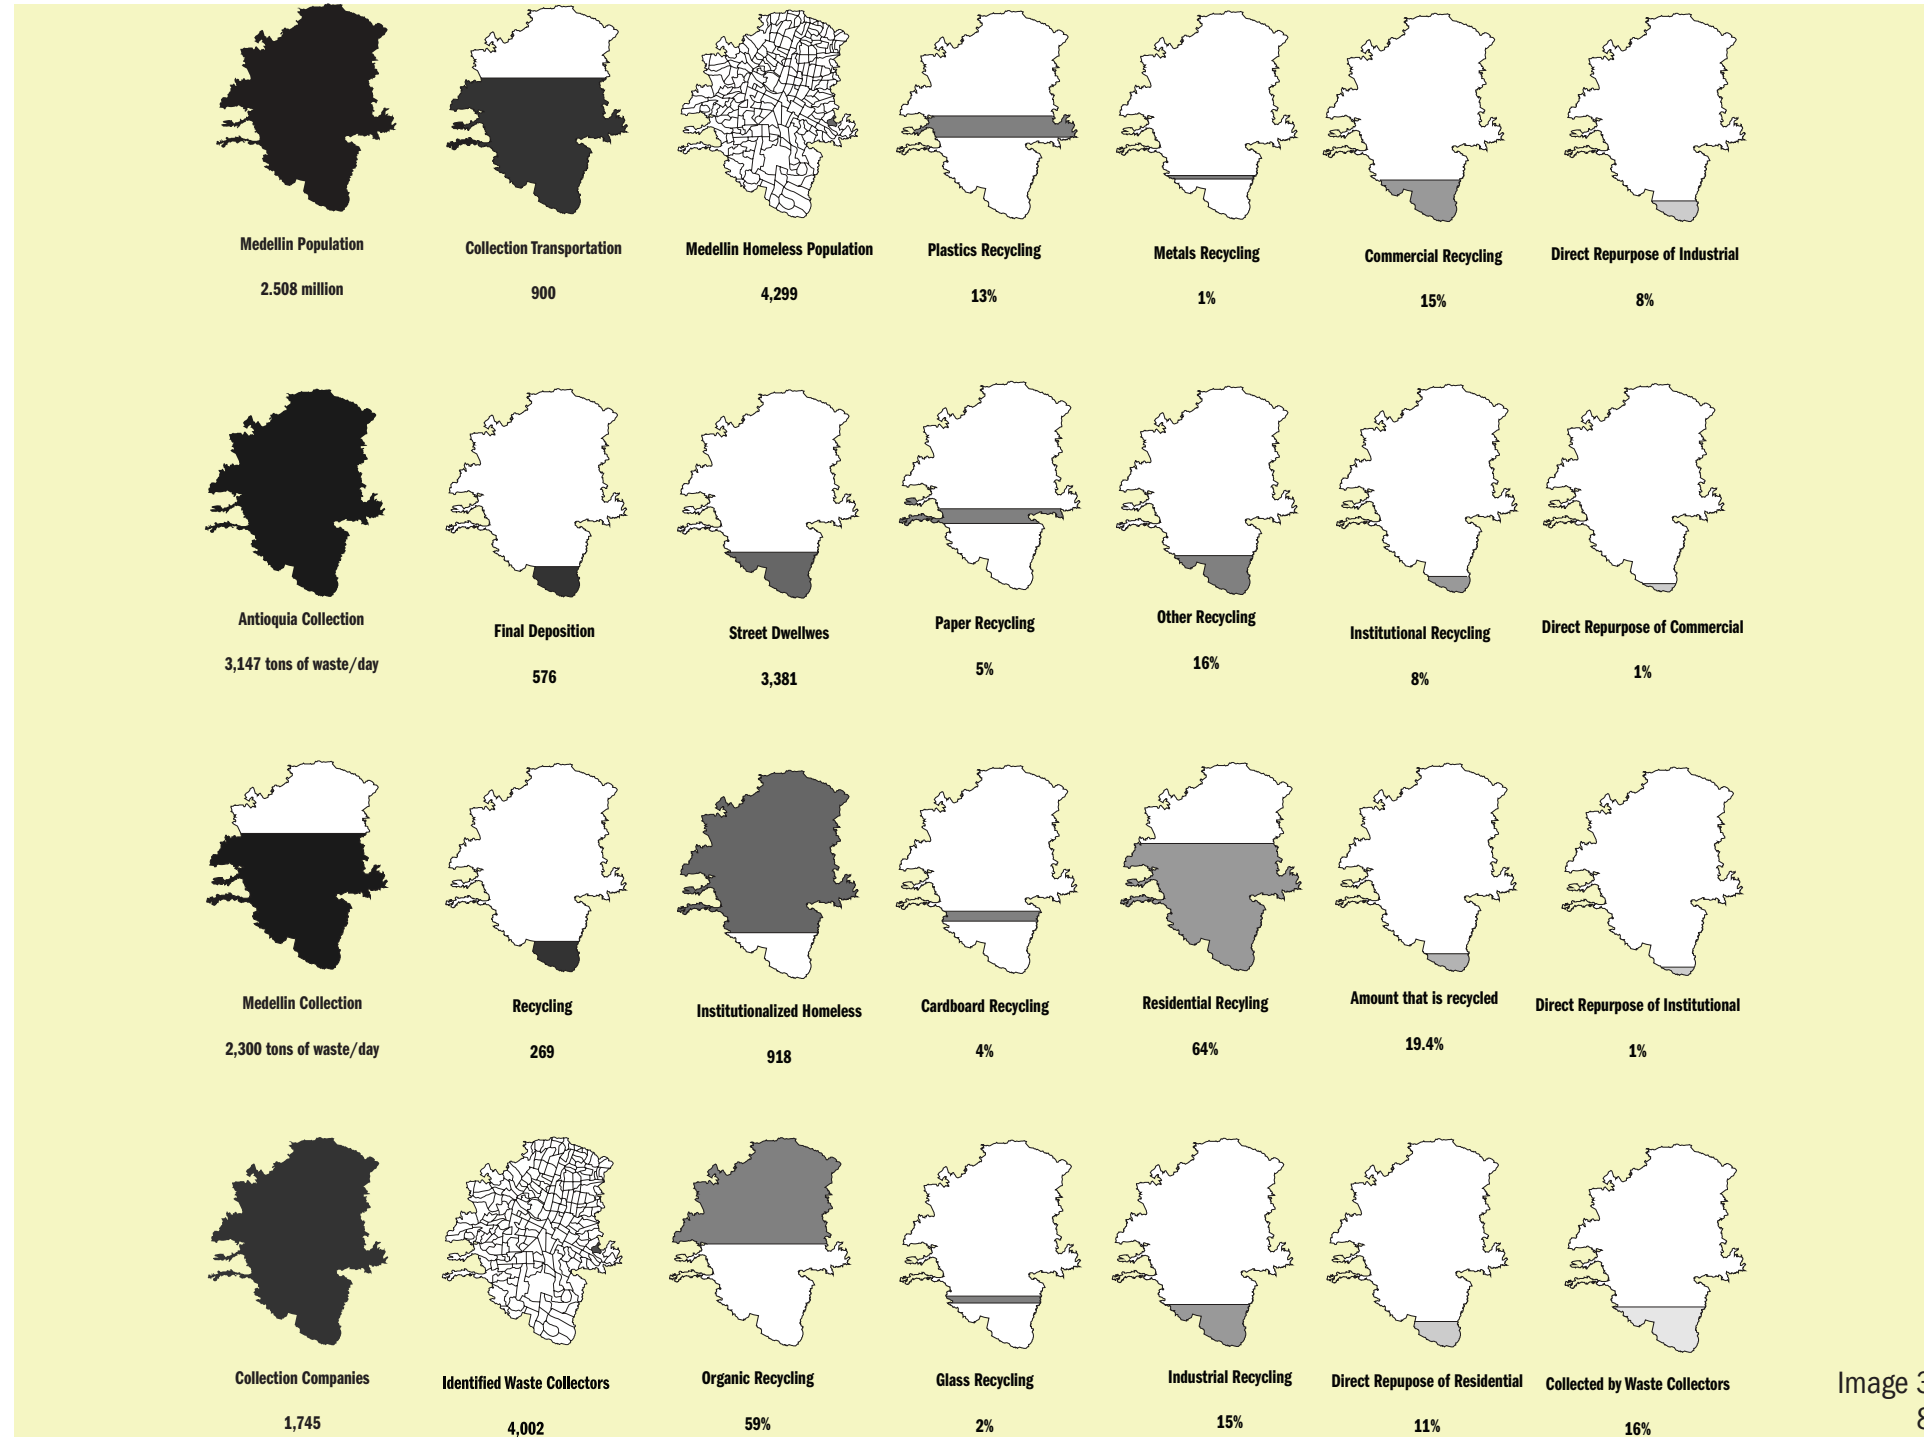 Medellin Population
2.508 million
Collection Transportation
900
Medellin Homeless Population
4,299
Plastics Recycling
13%
Metals Recycling
1%
Commercial Recycling
15%
Direct Repurpose of Industrial
8%
Antioquia Collection
3,147 tons of waste/day
Final Deposition
576
Street Dwellwes
3,381
Paper Recycling
5%
Other Recycling
16%
Institutional Recycling
8%
Direct Repurpose of Commercial
1%
Medellin Collection
2,300 tons of waste/day
Recycling
269
Institutionalized Homeless
918
Cardboard Recycling
4%
Residential Recyling
64%
Amount that is recycled
19.4%
Direct Repurpose of Institutional
1%
Collection Companies
1,745
Identified Waste Collectors
4,002
Organic Recycling
59%
Glass Recycling
2%
Industrial Recycling
15%
Direct Repupose of Residential
11%
Collected by Waste Collectors
16%
Image